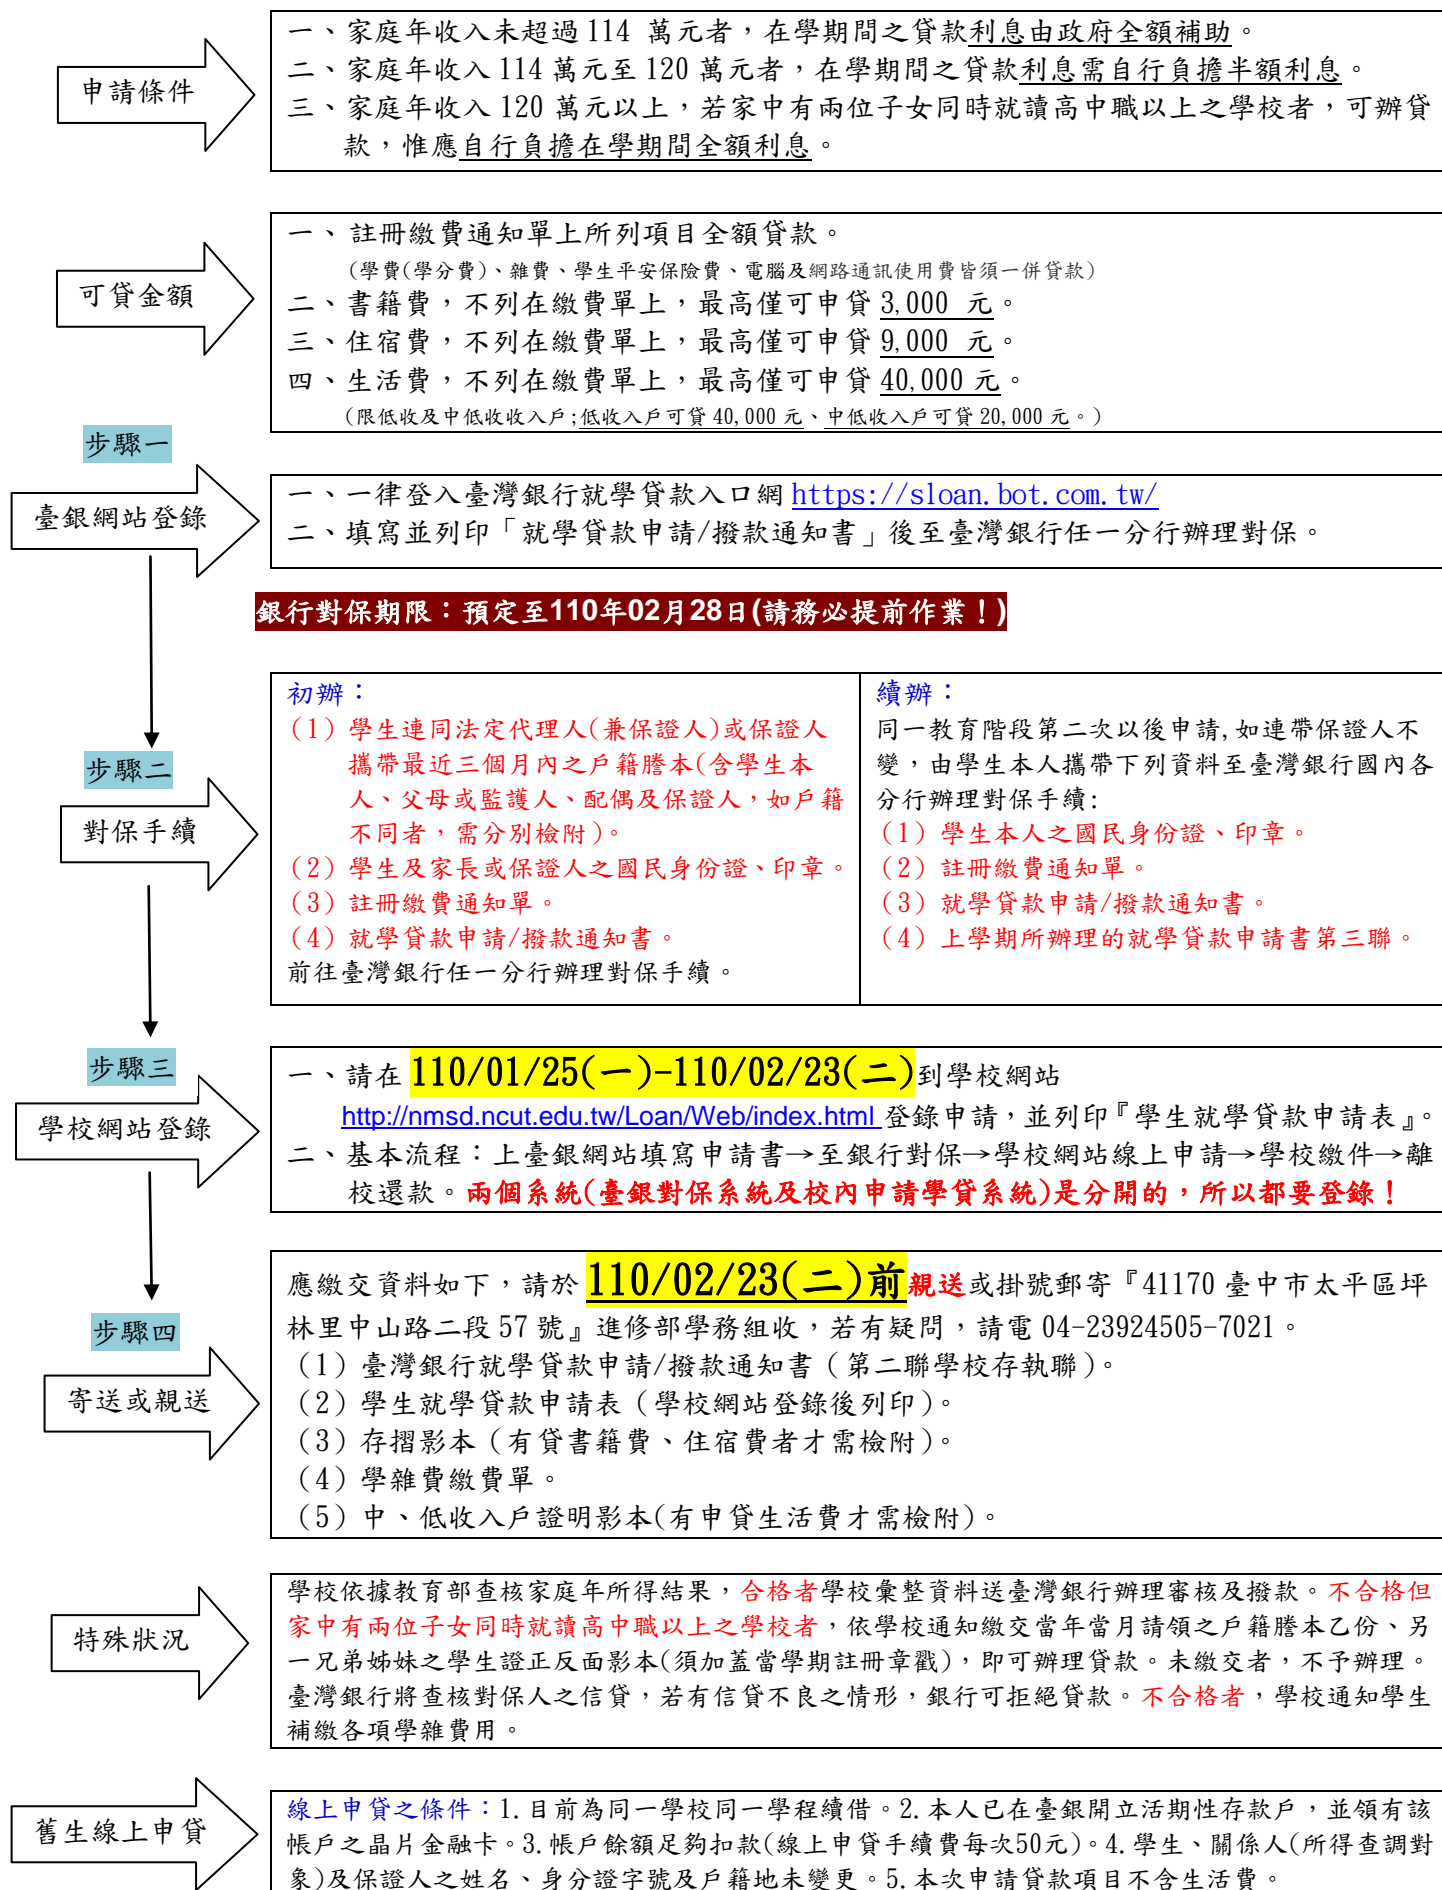 申請條件
一、家庭年收入未超過 114 萬元者，在學期間之貸款利息由政府全額補助。
二、家庭年收入 114 萬元至 120 萬元者，在學期間之貸款利息需自行負擔半額利息。
三、家庭年收入 120 萬元以上，若家中有兩位子女同時就讀高中職以上之學校者，可辦貸
款，惟應自行負擔在學期間全額利息。
可貸金額
一、註冊繳費通知單上所列項目全額貸款。
(學費(學分費)、雜費、學生平安保險費、電腦及網路通訊使用費皆須一併貸款)
二、書籍費，不列在繳費單上，最高僅可申貸 3,000 元。
三、住宿費，不列在繳費單上，最高僅可申貸 9,000 元。
四、生活費，不列在繳費單上，最高僅可申貸 40,000 元。
(限低收及中低收收入戶;低收入戶可貸 40,000 元、中低收入戶可貸 20,000 元。)
步驟一
臺銀網站登錄
一、一律登入臺灣銀行就學貸款入口網 https://sloan.bot.com.tw/
二、填寫並列印「就學貸款申請/撥款通知書」後至臺灣銀行任一分行辦理對保。
銀行對保期限：預定至110年02月28日(請務必提前作業！)
步驟二
對保手續
初辦：
(1) 學生連同法定代理人(兼保證人)或保證人
攜帶最近三個月內之戶籍謄本(含學生本
人、父母或監護人、配偶及保證人，如戶籍
不同者，需分別檢附)。
(2) 學生及家長或保證人之國民身份證、印章。
(3) 註冊繳費通知單。
(4) 就學貸款申請/撥款通知書。
前往臺灣銀行任一分行辦理對保手續。
續辦：
同一教育階段第二次以後申請,如連帶保證人不
變，由學生本人攜帶下列資料至臺灣銀行國內各
分行辦理對保手續:
(1) 學生本人之國民身份證、印章。
(2) 註冊繳費通知單。
(3) 就學貸款申請/撥款通知書。
(4) 上學期所辦理的就學貸款申請書第三聯。
步驟三
學校網站登錄
一、請在 110/01/25(一)-110/02/23(二)到學校網站
http://nmsd.ncut.edu.tw/Loan/Web/index.html 登錄申請，並列印『學生就學貸款申請表』。
二、基本流程：上臺銀網站填寫申請書→至銀行對保→學校網站線上申請→學校繳件→離
校還款。兩個系統(臺銀對保系統及校內申請學貸系統)是分開的，所以都要登錄！
步驟四
寄送或親送
應繳交資料如下，請於 110/02/23(二)前親送或掛號郵寄『41170 臺中市太平區坪
林里中山路二段 57 號』進修部學務組收，若有疑問，請電 04-23924505-7021。
(1) 臺灣銀行就學貸款申請/撥款通知書 (第二聯學校存執聯)。
(2) 學生就學貸款申請表 (學校網站登錄後列印)。
(3) 存摺影本 (有貸書籍費、住宿費者才需檢附)。
(4) 學雜費繳費單。
(5) 中、低收入戶證明影本(有申貸生活費才需檢附)。
特殊狀況
學校依據教育部查核家庭年所得結果，合格者學校彙整資料送臺灣銀行辦理審核及撥款。不合格但
家中有兩位子女同時就讀高中職以上之學校者，依學校通知繳交當年當月請領之戶籍謄本乙份、另
一兄弟姊妹之學生證正反面影本(須加蓋當學期註冊章戳)，即可辦理貸款。未繳交者，不予辦理。
臺灣銀行將查核對保人之信貸，若有信貸不良之情形，銀行可拒絕貸款。不合格者，學校通知學生
補繳各項學雜費用。
舊生線上申貸
線上申貸之條件：1.目前為同一學校同一學程續借。2.本人已在臺銀開立活期性存款戶，並領有該
帳戶之晶片金融卡。3.帳戶餘額足夠扣款(線上申貸手續費每次50元)。4.學生、關係人(所得查調對
象)及保證人之姓名、身分證字號及戶籍地未變更。5.本次申請貸款項目不含生活費。